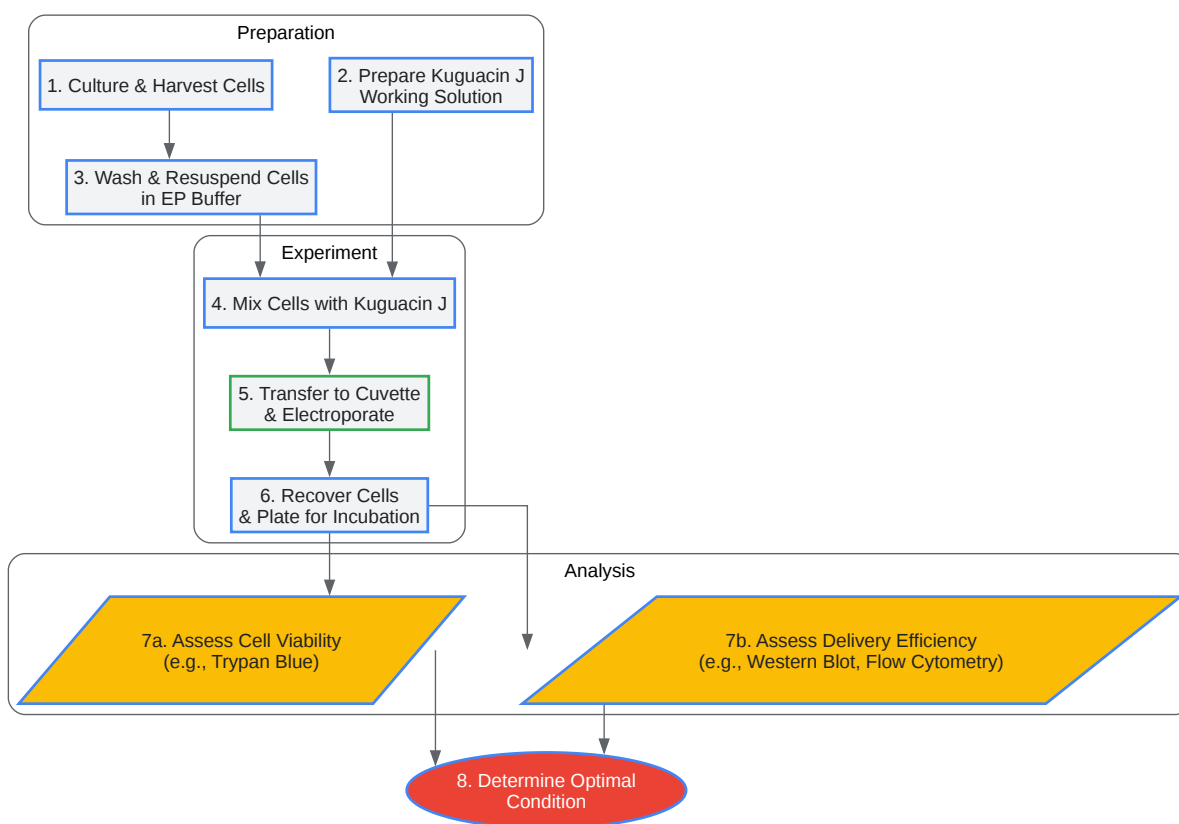 Preparation
1. Culture & Harvest Cells
2. Prepare Kuguacin J
Working Solution
3. Wash & Resuspend Cells
in EP Buffer
Experiment
4. Mix Cells with Kuguacin J
5. Transfer to Cuvette
& Electroporate
6. Recover Cells
& Plate for Incubation
Analysis
7a. Assess Cell Viability
(e.g., Trypan Blue)
7b. Assess Delivery Efficiency
(e.g., Western Blot, Flow Cytometry)
8. Determine Optimal
Condition